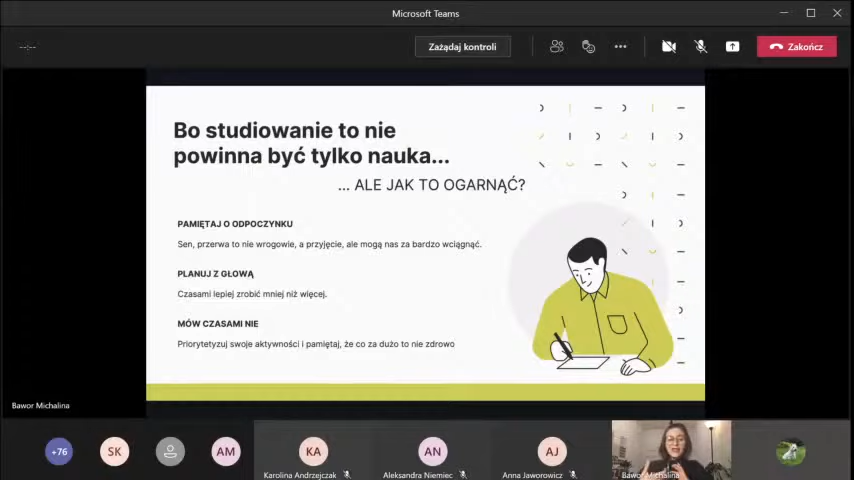 Microsoft Teams
--:--
Zażądaj kontroli
Zakończ
Bo studiowanie to nie
powinna być tylko nauka...
... ALE JAK TO OGARNĄĆ?
PAMIĘTAJ O ODPOCZYNKU
Sen, przerwa to nie wrogowie, a przyjęcie, ale mogą nas za bardzo wciągnąć.
PLANUJ Z GŁOWĄ
Czasami lepiej zrobić mniej niż więcej.
MÓW CZASAMI NIE
Priorytetyzuj swoje aktywności i pamiętaj, że co za dużo to nie zdrowo
Bawor Michalina
+76
SK
AM
KA
AN
AJ
Karolina Andrzejczak
Aleksandra Niemiec
Anna Jaworowicz
Bawor Michalina